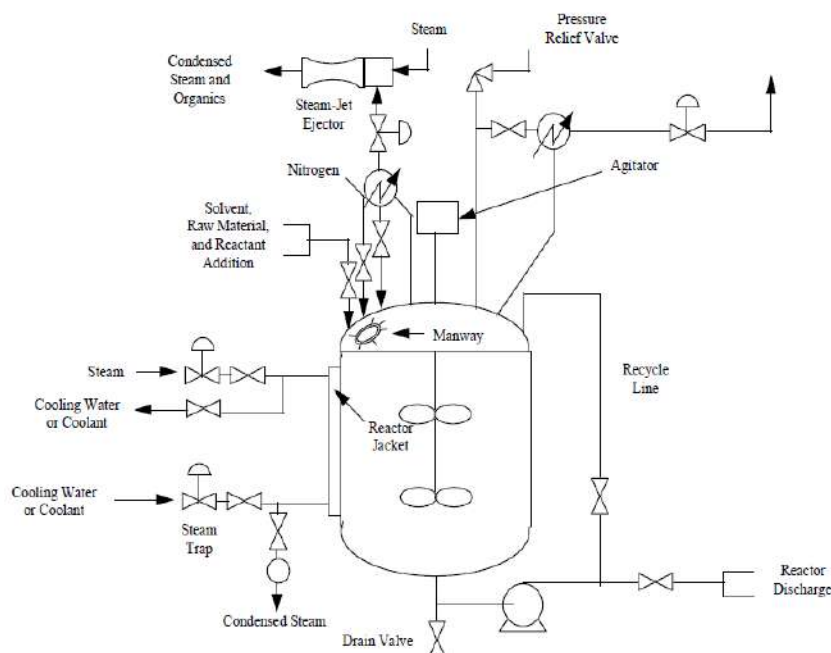 Steam
Pressure
Relief Valve
Condensed
Steam and
Organics
Steam-Jet
Ejector
Nitrogen
Agitator
Solvent,
Raw Material,
and Reactant
Addition
Manway
Steam
Recycle
Line
Cooling Water
or Coolant
Reactor
Jacket
Cooling Water
or Coolant
Steam
Trap
Reactor
Discharge
Condensed Steam
Drain Valve